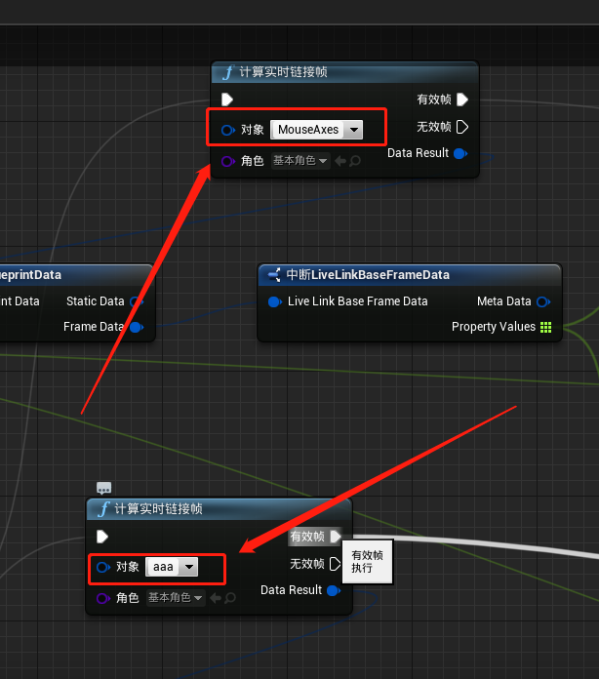 计算实时链接帧
有效帧
对象 MouseAxes
无效帧
角色 基本角色
Data Result
eprintData
nt Data
Static Data
Frame Data
中断LiveLinkBaseFrameData
Live Link Base Frame Data
Meta Data
Property Values
计算实时链接帧
有效帧
对象 aaa
无效帧
角色 基本角色
Data Result
有效帧
执行